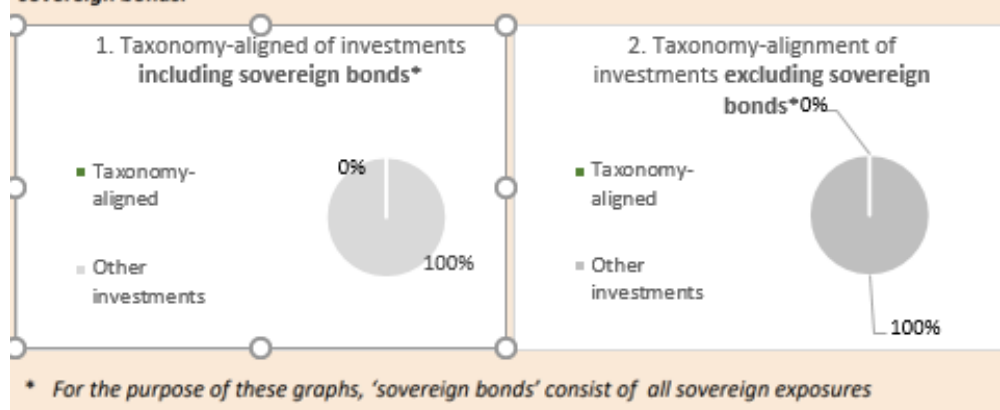 sovereign bonds.
1. Taxonomy-aligned of investments
including sovereign bonds*
Taxonomy-
aligned
Other
investments
0%
100%
2. Taxonomy-alignment of
investments excluding sovereign
bonds*
0%
Taxonomy-
aligned
Other
investments
100%
* For the purpose of these graphs, ‘sovereign bonds’ consist of all sovereign exposures